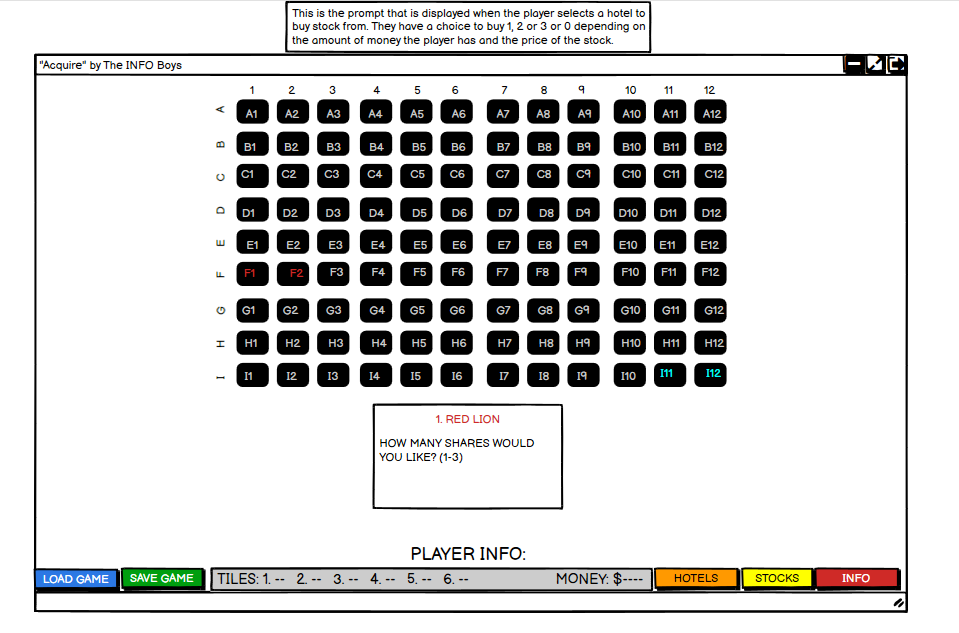 This is the prompt that is displayed when the player selects a hotel to
buy stock from. They have a choice to buy 1, 2 or 3 or 0 depending on
the amount of money the player has and the price of the stock.
"Acquire" by The INFO Boys
1 2 3 4 5 6 7 8 9 10 11 12
A A1 A2 A3 A4 A5 A6 A7 A8 A9 A10 A11 A12
B B1 B2 B3 B4 B5 B6 B7 B8 B9 B10 B11 B12
C C1 C2 C3 C4 C5 C6 C7 C8 C9 C10 C11 C12
D D1 D2 D3 D4 D5 D6 D7 D8 D9 D10 D11 D12
E E1 E2 E3 E4 E5 E6 E7 E8 E9 E10 E11 E12
F F1 F2 F3 F4 F5 F6 F7 F8 F9 F10 F11 F12
G G1 G2 G3 G4 G5 G6 G7 G8 G9 G10 G11 G12
H H1 H2 H3 H4 H5 H6 H7 H8 H9 H10 H11 H12
I I1 I2 I3 I4 I5 I6 I7 I8 I9 I10 I11 I12
1. RED LION
HOW MANY SHARES WOULD
YOU LIKE? (1-3)
PLAYER INFO:
LOAD GAME SAVE GAME TILES: 1. -- 2. -- 3. -- 4. -- 5. -- 6. -- MONEY: $---- HOTELS STOCKS INFO